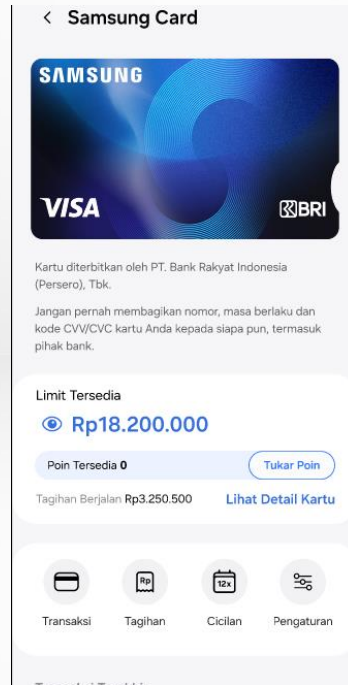 Samsung Card
SAMSUNG
VISA
BRI
Kartu diterbitkan oleh PT. Bank Rakyat Indonesia
(Persero), Tbk.
Jangan pernah membagikan nomor, masa berlaku dan
kode CVV/CVC kartu Anda kepada siapa pun, termasuk
pihak bank.
Limit Tersedia
Rp18.200.000
Poin Tersedia 0
Tukar Poin
Tagihan Berjalan Rp3.250.500
Lihat Detail Kartu
Rp
12x
Transaksi
Tagihan
Cicilan
Pengaturan